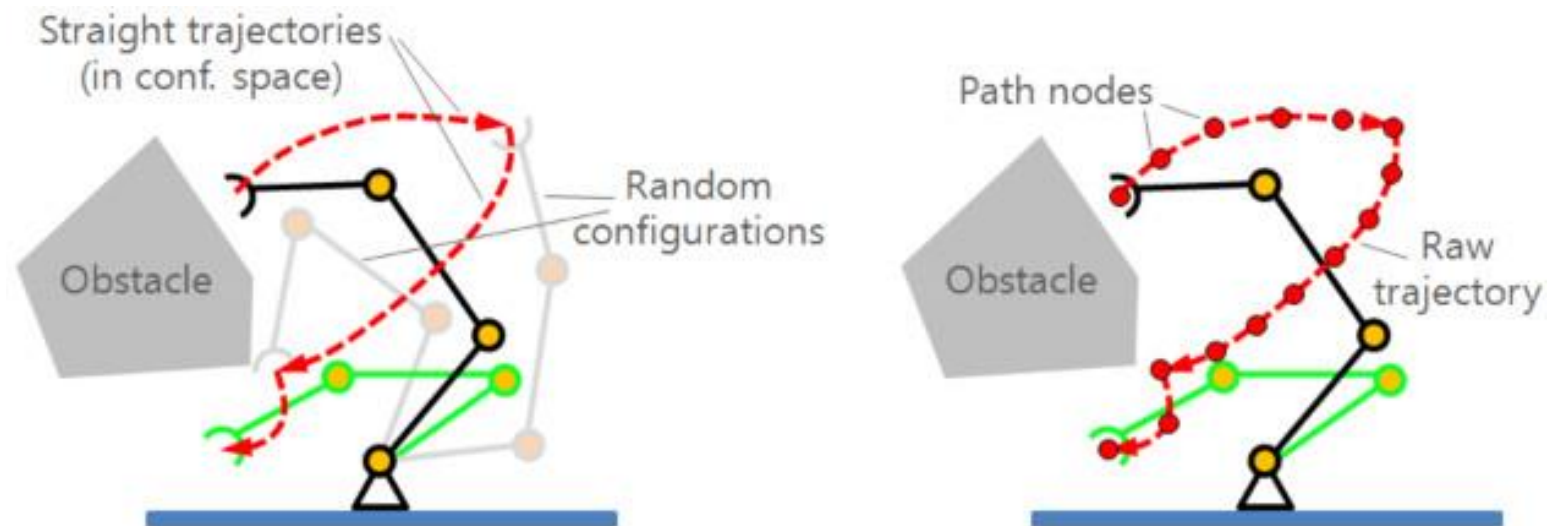 Straight trajectories
(in conf. space)
Obstacle
Random
configurations
Path nodes
Obstacle
Raw
trajectory